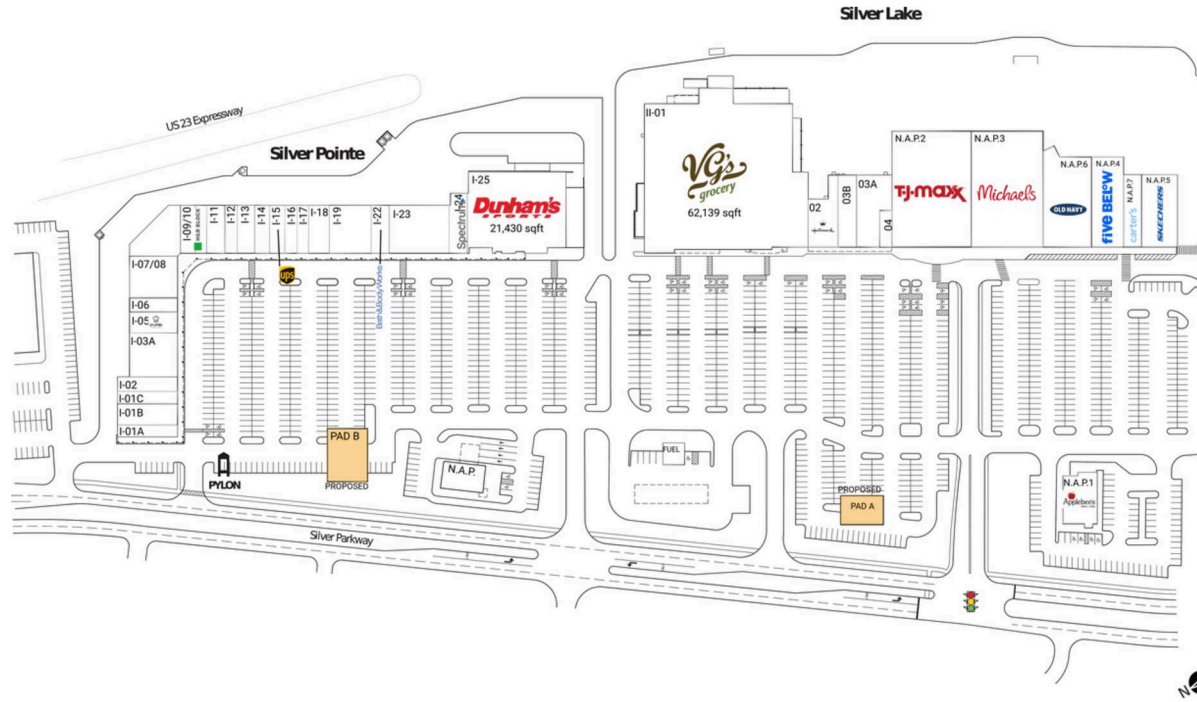 Silver Lake
US 23 Expressway
Silver Pointe
II-01
VG's
grocery
62,139 sqft
N.A.P.2
T.J.maxx
N.A.P.3
Michaels
N.A.P.6
OLD NAVY
N.A.P.4
five BELOW
N.A.P.7
carter's
N.A.P.5
SKECHERS
02
03B
03A
04
I-25
Dunham's
SPORTS
21,430 sqft
I-24
Spectrum
I-09/10
H&R BLOCK
I-11
I-12
I-13
I-14
I-15
I-16
I-17
I-18
I-19
I-22
I-23
ups
Bath & Body Works
I-07/08
I-06
I-05
I-03A
I-02
I-01C
I-01B
I-01A
PYLON
PAD B
PROPOSED
N.A.P.
FUEL
PROPOSED
PAD A
N.A.P.1
Applebee's
Silver Parkway
N